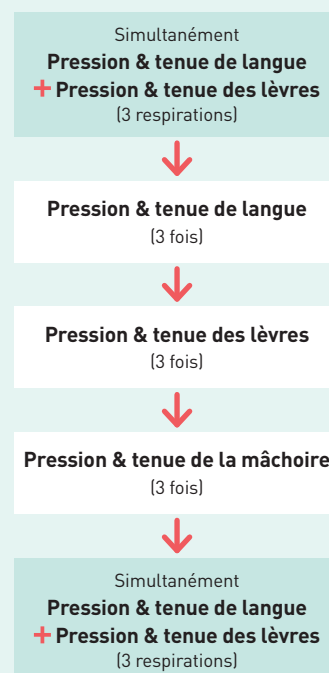 Simultanément
Pression & tenue de langue
+ Pression & tenue des lèvres
(3 respirations)
Pression & tenue de langue
(3 fois)
Pression & tenue des lèvres
(3 fois)
Pression & tenue de la mâchoire
(3 fois)
Simultanément
Pression & tenue de langue
+ Pression & tenue des lèvres
(3 respirations)